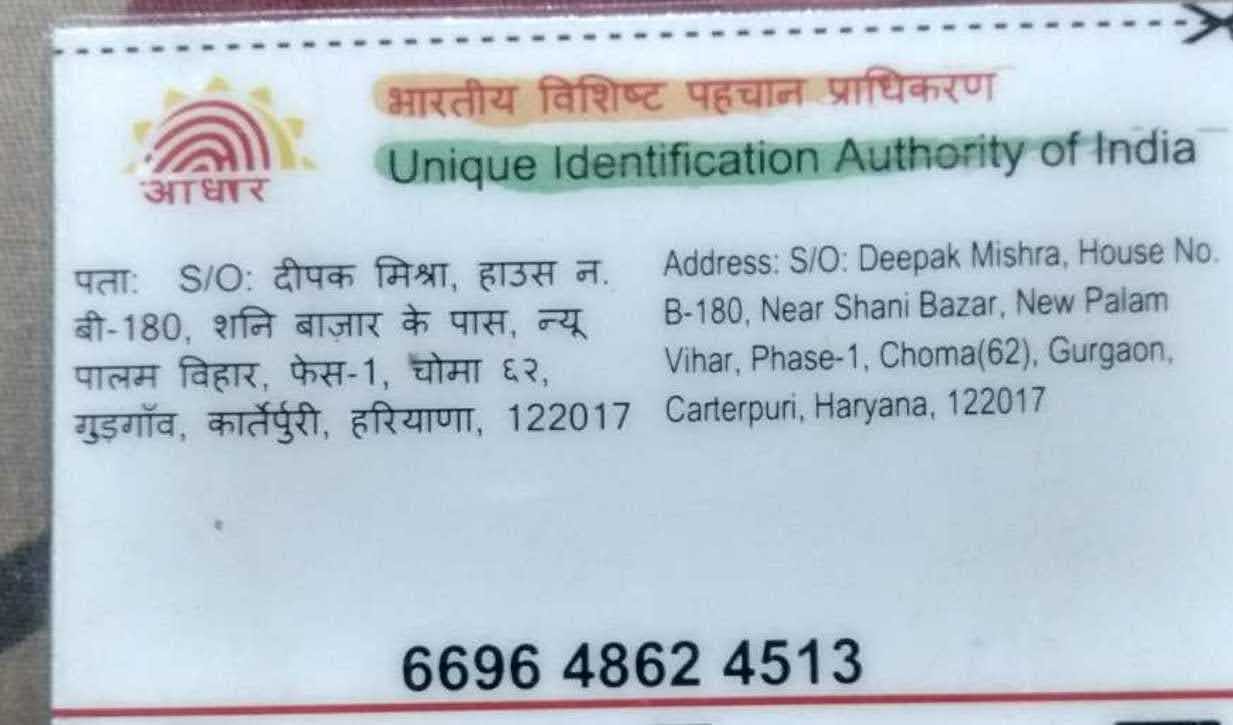 भारतीय विशिष्ट पहचान प्राधिकरण
Unique Identification Authority of India
आधार
पता: S/O: दीपक मिश्रा, हाउस न.
बी-180, शनि बाज़ार के पास, न्यू
पालम विहार, फेस-1, चोमा ६२,
गुड़गाँव, कार्तेर्पुरी, हरियाणा, 122017
Address: S/O: Deepak Mishra, House No.
B-180, Near Shani Bazar, New Palam
Vihar, Phase-1, Choma(62), Gurgaon,
Carterpuri, Haryana, 122017
6696 4862 4513